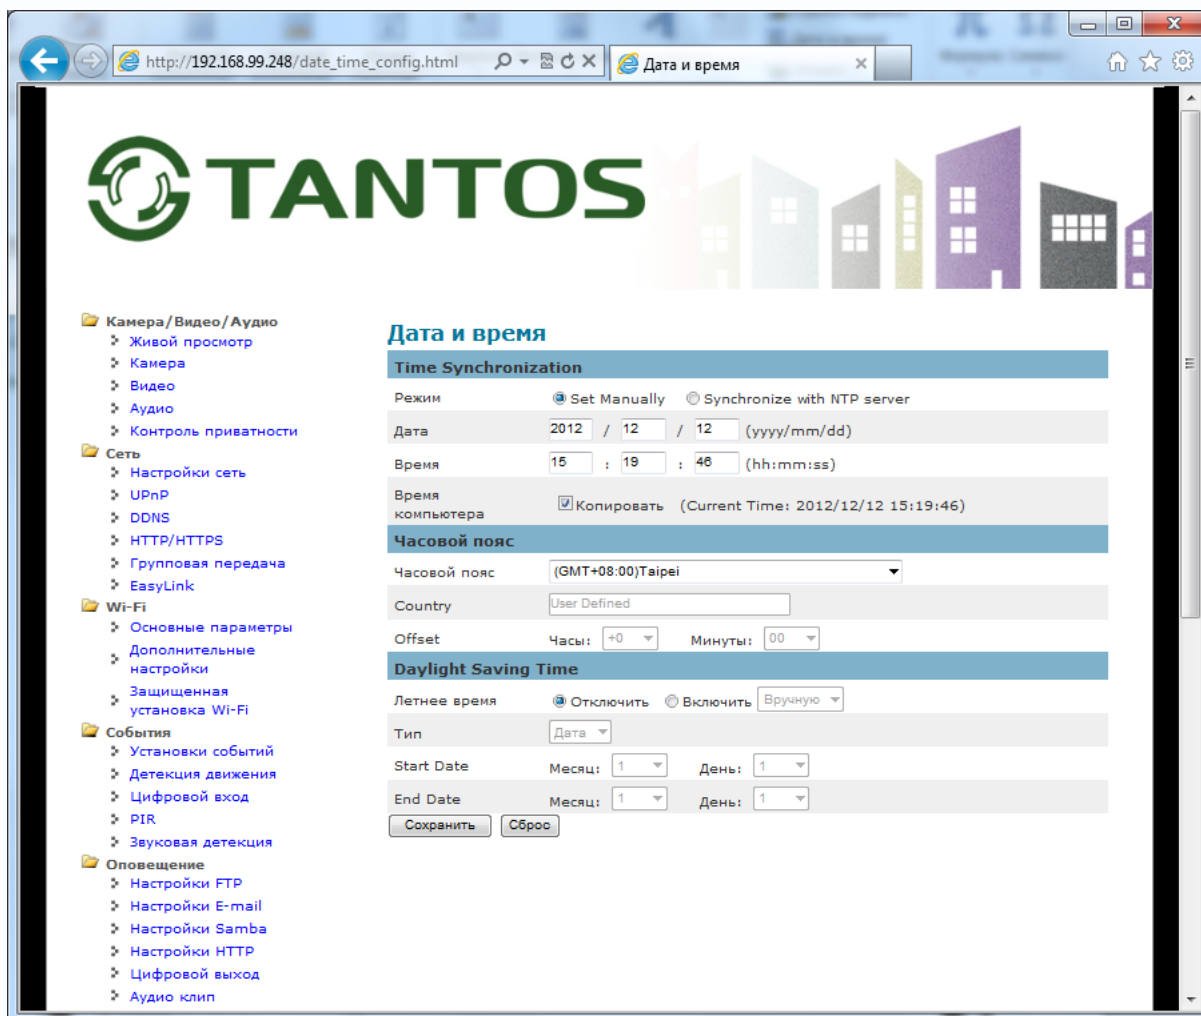 http://192.168.99.248/date_time_config.html
Дата и время
TANTOS
Камера/Видео/Аудио
Живой просмотр
Камера
Видео
Аудио
Контроль приватности
Сеть
Настройки сеть
UPnP
DDNS
HTTP/HTTPS
Групповая передача
EasyLink
Wi-Fi
Основные параметры
Дополнительные
настройки
Защищенная
установка Wi-Fi
События
Установки событий
Детекция движения
Цифровой вход
PIR
Звуковая детекция
Оповещение
Настройки FTP
Настройки E-mail
Настройки Samba
Настройки HTTP
Цифровой выход
Аудио клип
Дата и время
Time Synchronization
Режим Set Manually Synchronize with NTP server
Дата 2012 / 12 / 12 (yyyy/mm/dd)
Время 15 : 19 : 46 (hh:mm:ss)
Время
компьютера Копировать (Current Time: 2012/12/12 15:19:46)
Часовой пояс
Часовой пояс (GMT+08:00)Taipei
Country User Defined
Offset Часы: +0 Минуты: 00
Daylight Saving Time
Летнее время Отключить Включить Вручную
Тип Дата
Start Date Месяц: 1 День: 1
End Date Месяц: 1 День: 1
Сохранить Сброс